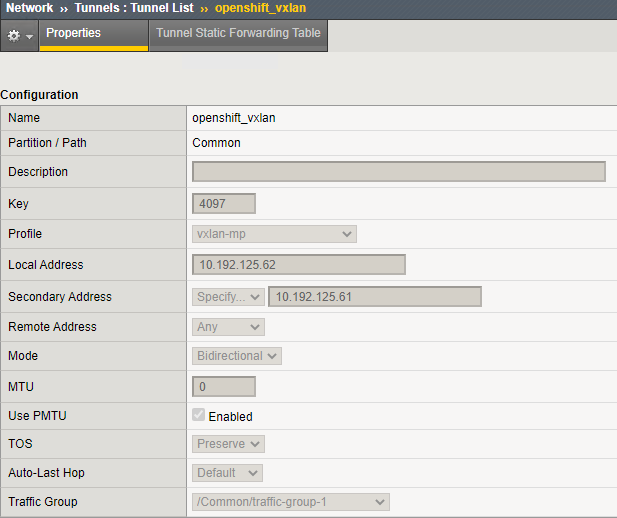 Network ›› Tunnels : Tunnel List ›› openshift_vxlan
Properties Tunnel Static Forwarding Table
Configuration
Name openshift_vxlan
Partition / Path Common
Description
Key 4097
Profile vxlan-mp
Local Address 10.192.125.62
Secondary Address Specify... 10.192.125.61
Remote Address Any
Mode Bidirectional
MTU 0
Use PMTU Enabled
TOS Preserve
Auto-Last Hop Default
Traffic Group /Common/traffic-group-1